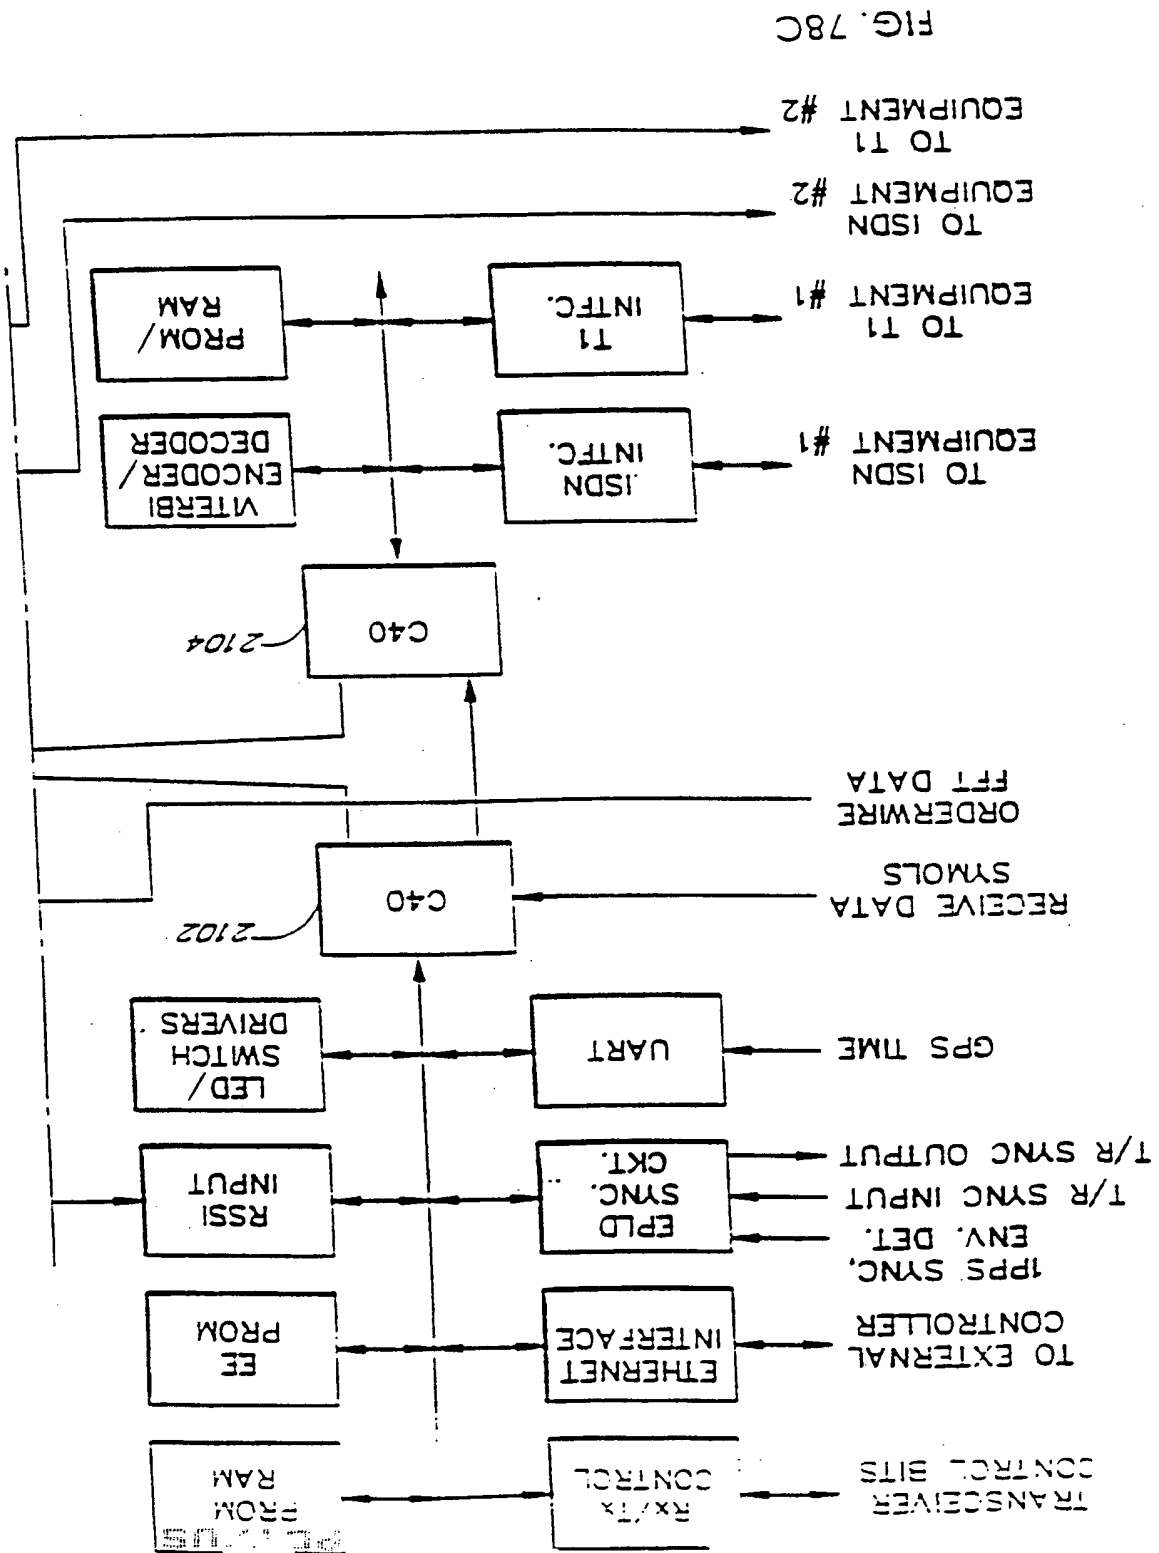 TRANSCEIVER
CONTROL BITS
Rx/Tx
CONTROL
PROM
RAM
TO EXTERNAL
CONTROLLER
ETHERNET
INTERFACE
EE
PROM
1PPS SYNC,
ENV. DET.
T/R SYNC INPUT
T/R SYNC OUTPUT
EPLD
SYNC.
CKT.
RSSI
INPUT
GPS TIME
UART
LED/
SWITCH
DRIVERS
RECEIVE DATA
SYMOLS
C40
2102
ORDERWIRE
FFT DATA
C40
2104
TO ISDN
EQUIPMENT #1
ISDN
INTFC.
VITERBI
ENCODER/
DECODER
TO T1
EQUIPMENT #1
T1
INTFC.
PROM/
RAM
TO ISDN
EQUIPMENT #2
TO T1
EQUIPMENT #2
FIG. 78C